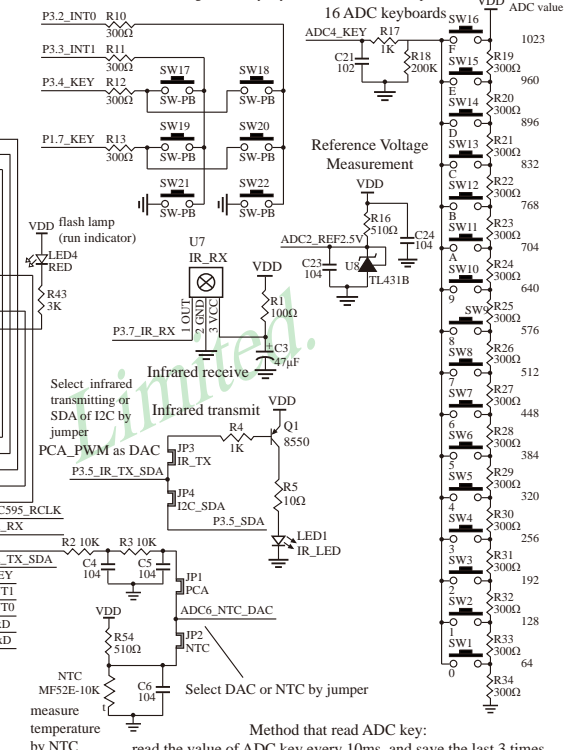 VDD
ADC value
16 ADC keyboards
P3.2_INT0
R10
300Ω
P3.3_INT1
R11
300Ω
P3.4_KEY
R12
300Ω
SW17
SW-PB
SW18
SW-PB
P1.7_KEY
R13
300Ω
SW19
SW-PB
SW20
SW-PB
SW21
SW-PB
SW22
SW-PB
ADC4_KEY
R17
1K
C21
102
R18
200K
Reference Voltage
Measurement
VDD
R16
510Ω
ADC2_REF2.5V
C23
104
U8
TL431B
C24
104
VDD
flash lamp
(run indicator)
LED4
RED
R43
3K
U7
IR_RX
1 OUT
2 GND
3 VCC
P3.7_IR_RX
VDD
R1
100Ω
+
C3
47μF
Infrared receive
Limited.
Select infrared
transmitting or
SDA of I2C by
jumper
Infrared transmit
VDD
PCA_PWM as DAC
R4
1K
Q1
8550
JP3
IR_TX
P3.5_IR_TX_SDA
JP4
I2C_SDA
P3.5_SDA
R5
10Ω
LED1
IR_LED
C595_RCLK
_RX
_TX_SDA
EY
T1
T0
xD
xD
R2 10K
R3 10K
C4
104
C5
104
JP1
PCA
ADC6_NTC_DAC
JP2
NTC
VDD
R54
510Ω
NTC
MF52E-10K
t
C6
104
Select DAC or NTC by jumper
measure
temperature
by NTC
Method that read ADC key:
read the value of ADC key every 10ms, and save the last 3 times
SW16
F
1023
R19
300Ω
SW15
E
960
R20
300Ω
SW14
D
896
R21
300Ω
SW13
C
832
R22
300Ω
SW12
B
768
R23
300Ω
SW11
A
704
R24
300Ω
SW10
9
640
R25
300Ω
SW9
8
576
R26
300Ω
SW8
7
512
R27
300Ω
SW7
6
448
R28
300Ω
SW6
5
384
R29
300Ω
SW5
4
320
R30
300Ω
SW4
3
256
R31
300Ω
SW3
2
192
R32
300Ω
SW2
1
128
R33
300Ω
SW1
0
64
R34
300Ω